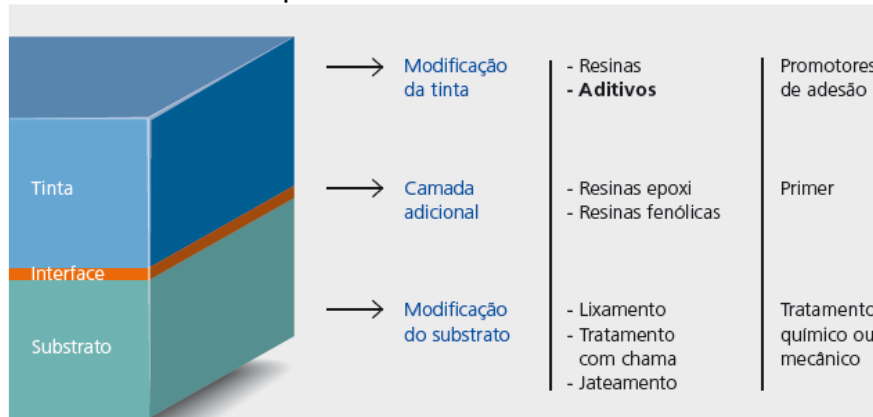 Tinta
Interface
Substrato
Modificação
da tinta
- Resinas
- Aditivos
Promotores
de adesão
Camada
adicional
- Resinas epoxi
- Resinas fenólicas
Primer
Modificação
do substrato
- Lixamento
- Tratamento
com chama
- Jateamento
Tratamento
químico ou
mecânico